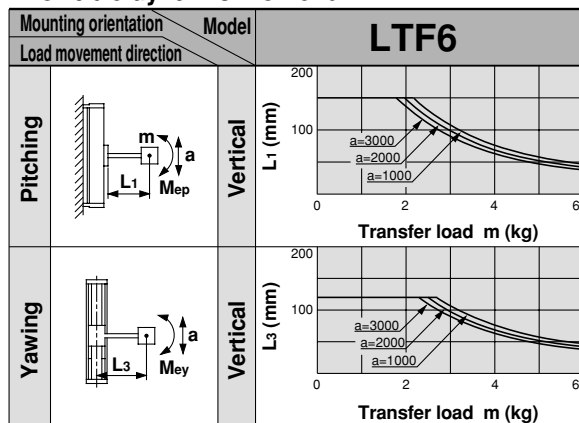 Mounting orientation Model
Load movement direction
LTF6
Pitching
m
a
L1
Mep
Vertical
L1 (mm)
200
100
a=3000
a=2000
a=1000
0 2 4 6
Transfer load m (kg)
Yawing
a
L3
Mey
Vertical
L3 (mm)
200
100
a=3000
a=2000
a=1000
0 2 4 6
Transfer load m (kg)